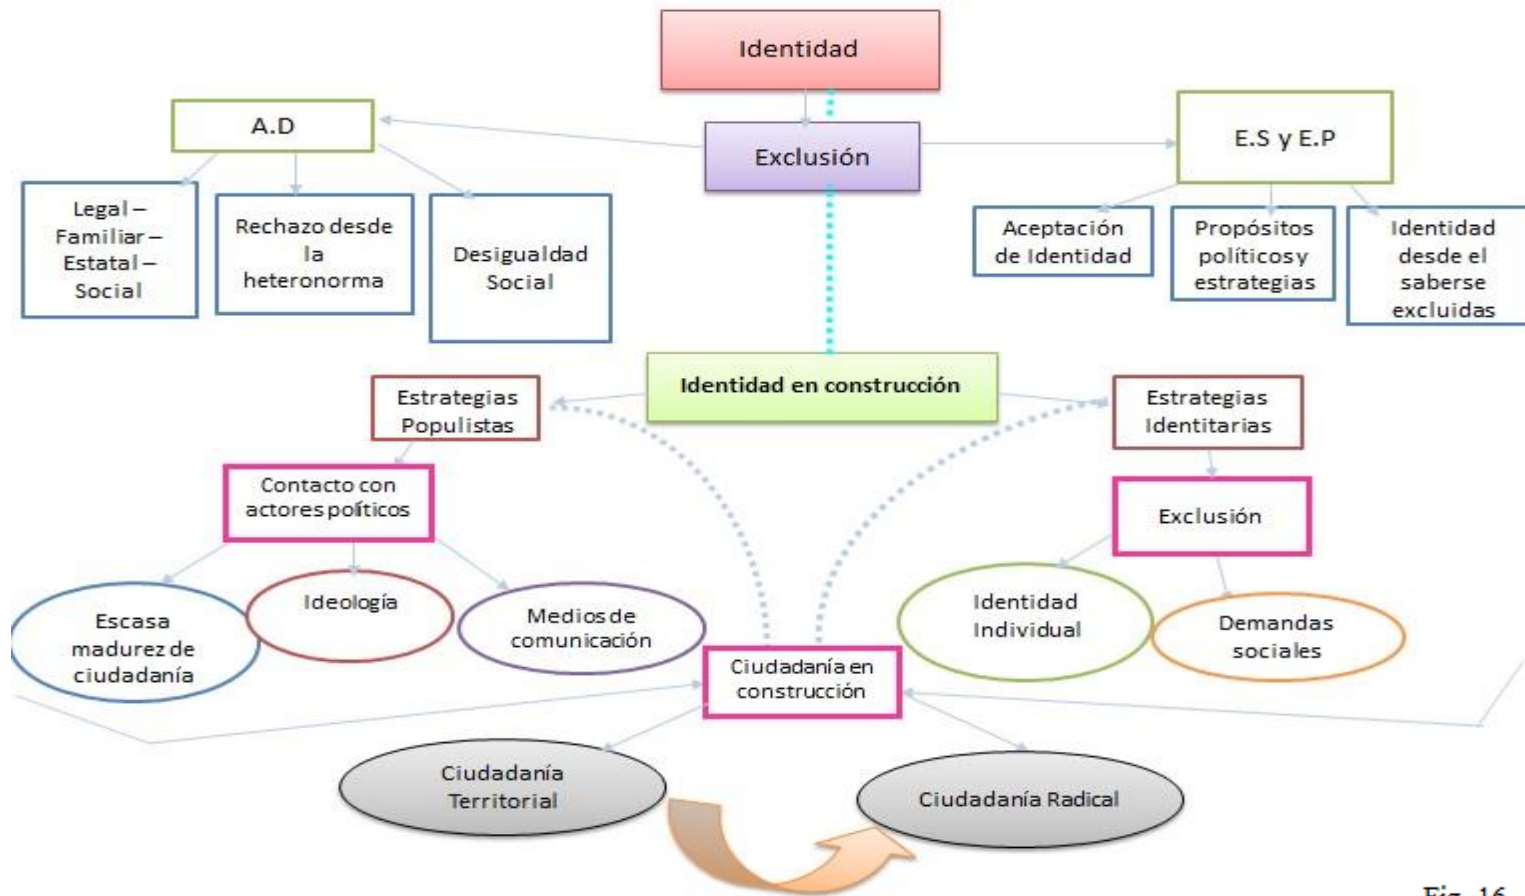 Identidad
A.D
Exclusión
E.S y E.P
Legal –
Familiar –
Estatal –
Social
Rechazo desde
la
heteronorma
Desigualdad
Social
Aceptación
de Identidad
Propósitos
políticos y
estrategias
Identidad
desde el
saberse
excluidas
Identidad en construcción
Estrategias
Populistas
Estrategias
Identitarias
Contacto con
actores políticos
Exclusión
Escasa
madurez de
ciudadanía
Ideología
Medios de
comunicación
Identidad
Individual
Demandas
sociales
Ciudadanía en
construcción
Ciudadanía
Territorial
Ciudadanía Radical